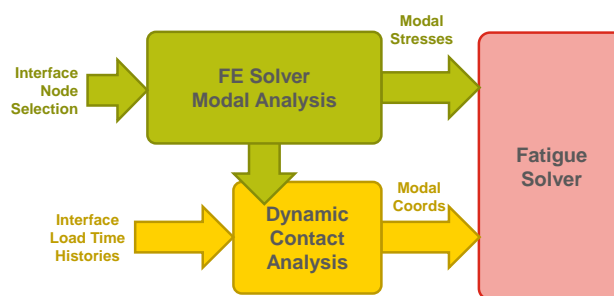 Modal
Stresses
Interface
Node
Selection
FE Solver
Modal Analysis
Fatigue
Solver
Interface
Load Time
Histories
Dynamic
Contact
Analysis
Modal
Coords